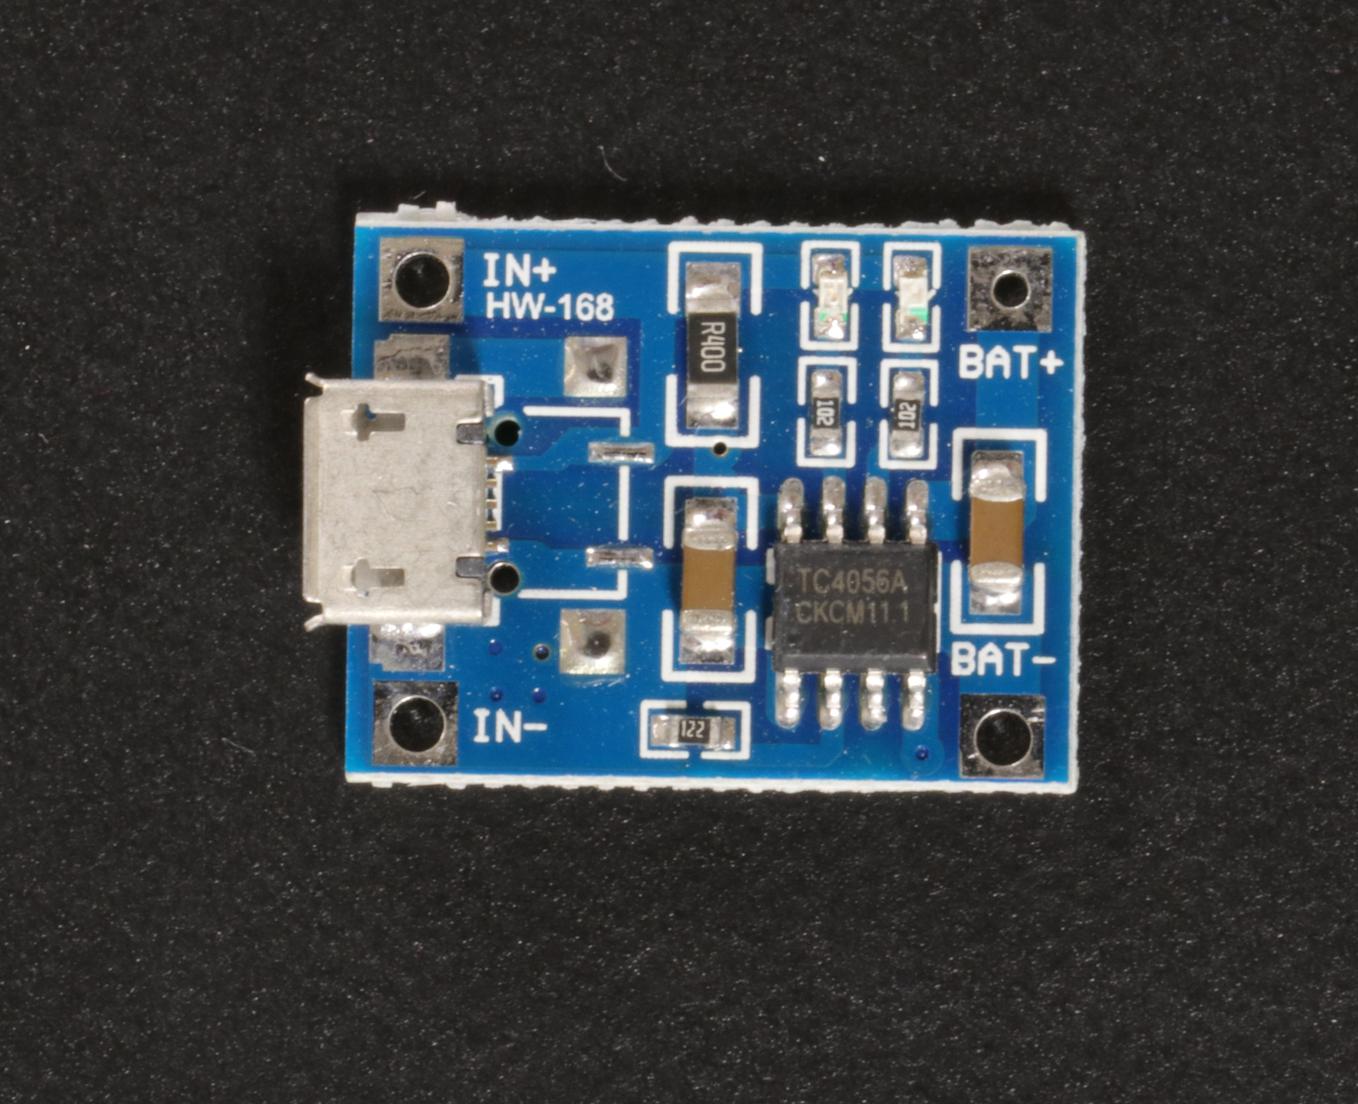 IN+
HW-168
R400
102
102
BAT+
TC4056A
CKCM11 1
BAT-
IN-
122